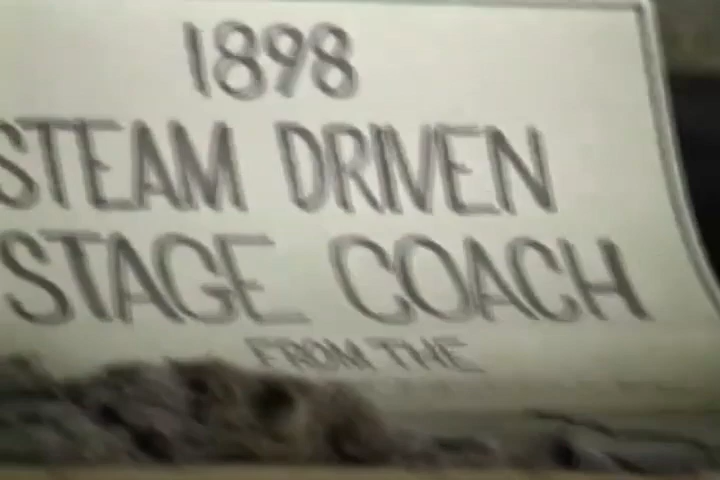 1898
STEAM DRIVEN
STAGE COACH
FROM THE